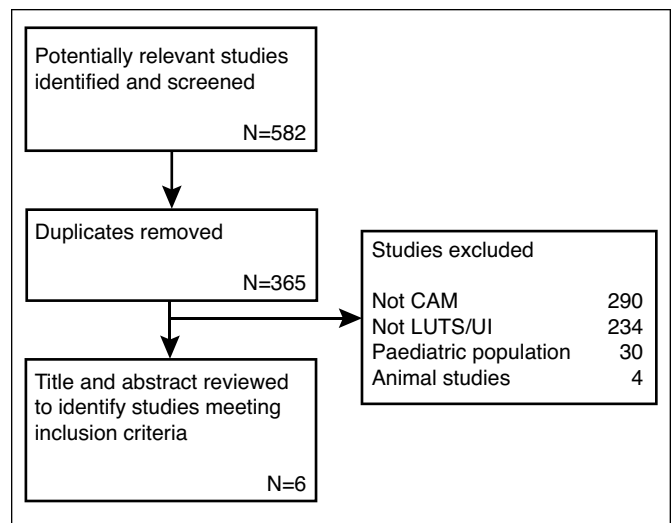 Potentially relevant studies
identified and screened
N=582
Duplicates removed
N=365
Studies excluded
Not CAM 290
Not LUTS/UI 234
Paediatric population 30
Animal studies 4
Title and abstract reviewed
to identify studies meeting
inclusion criteria
N=6